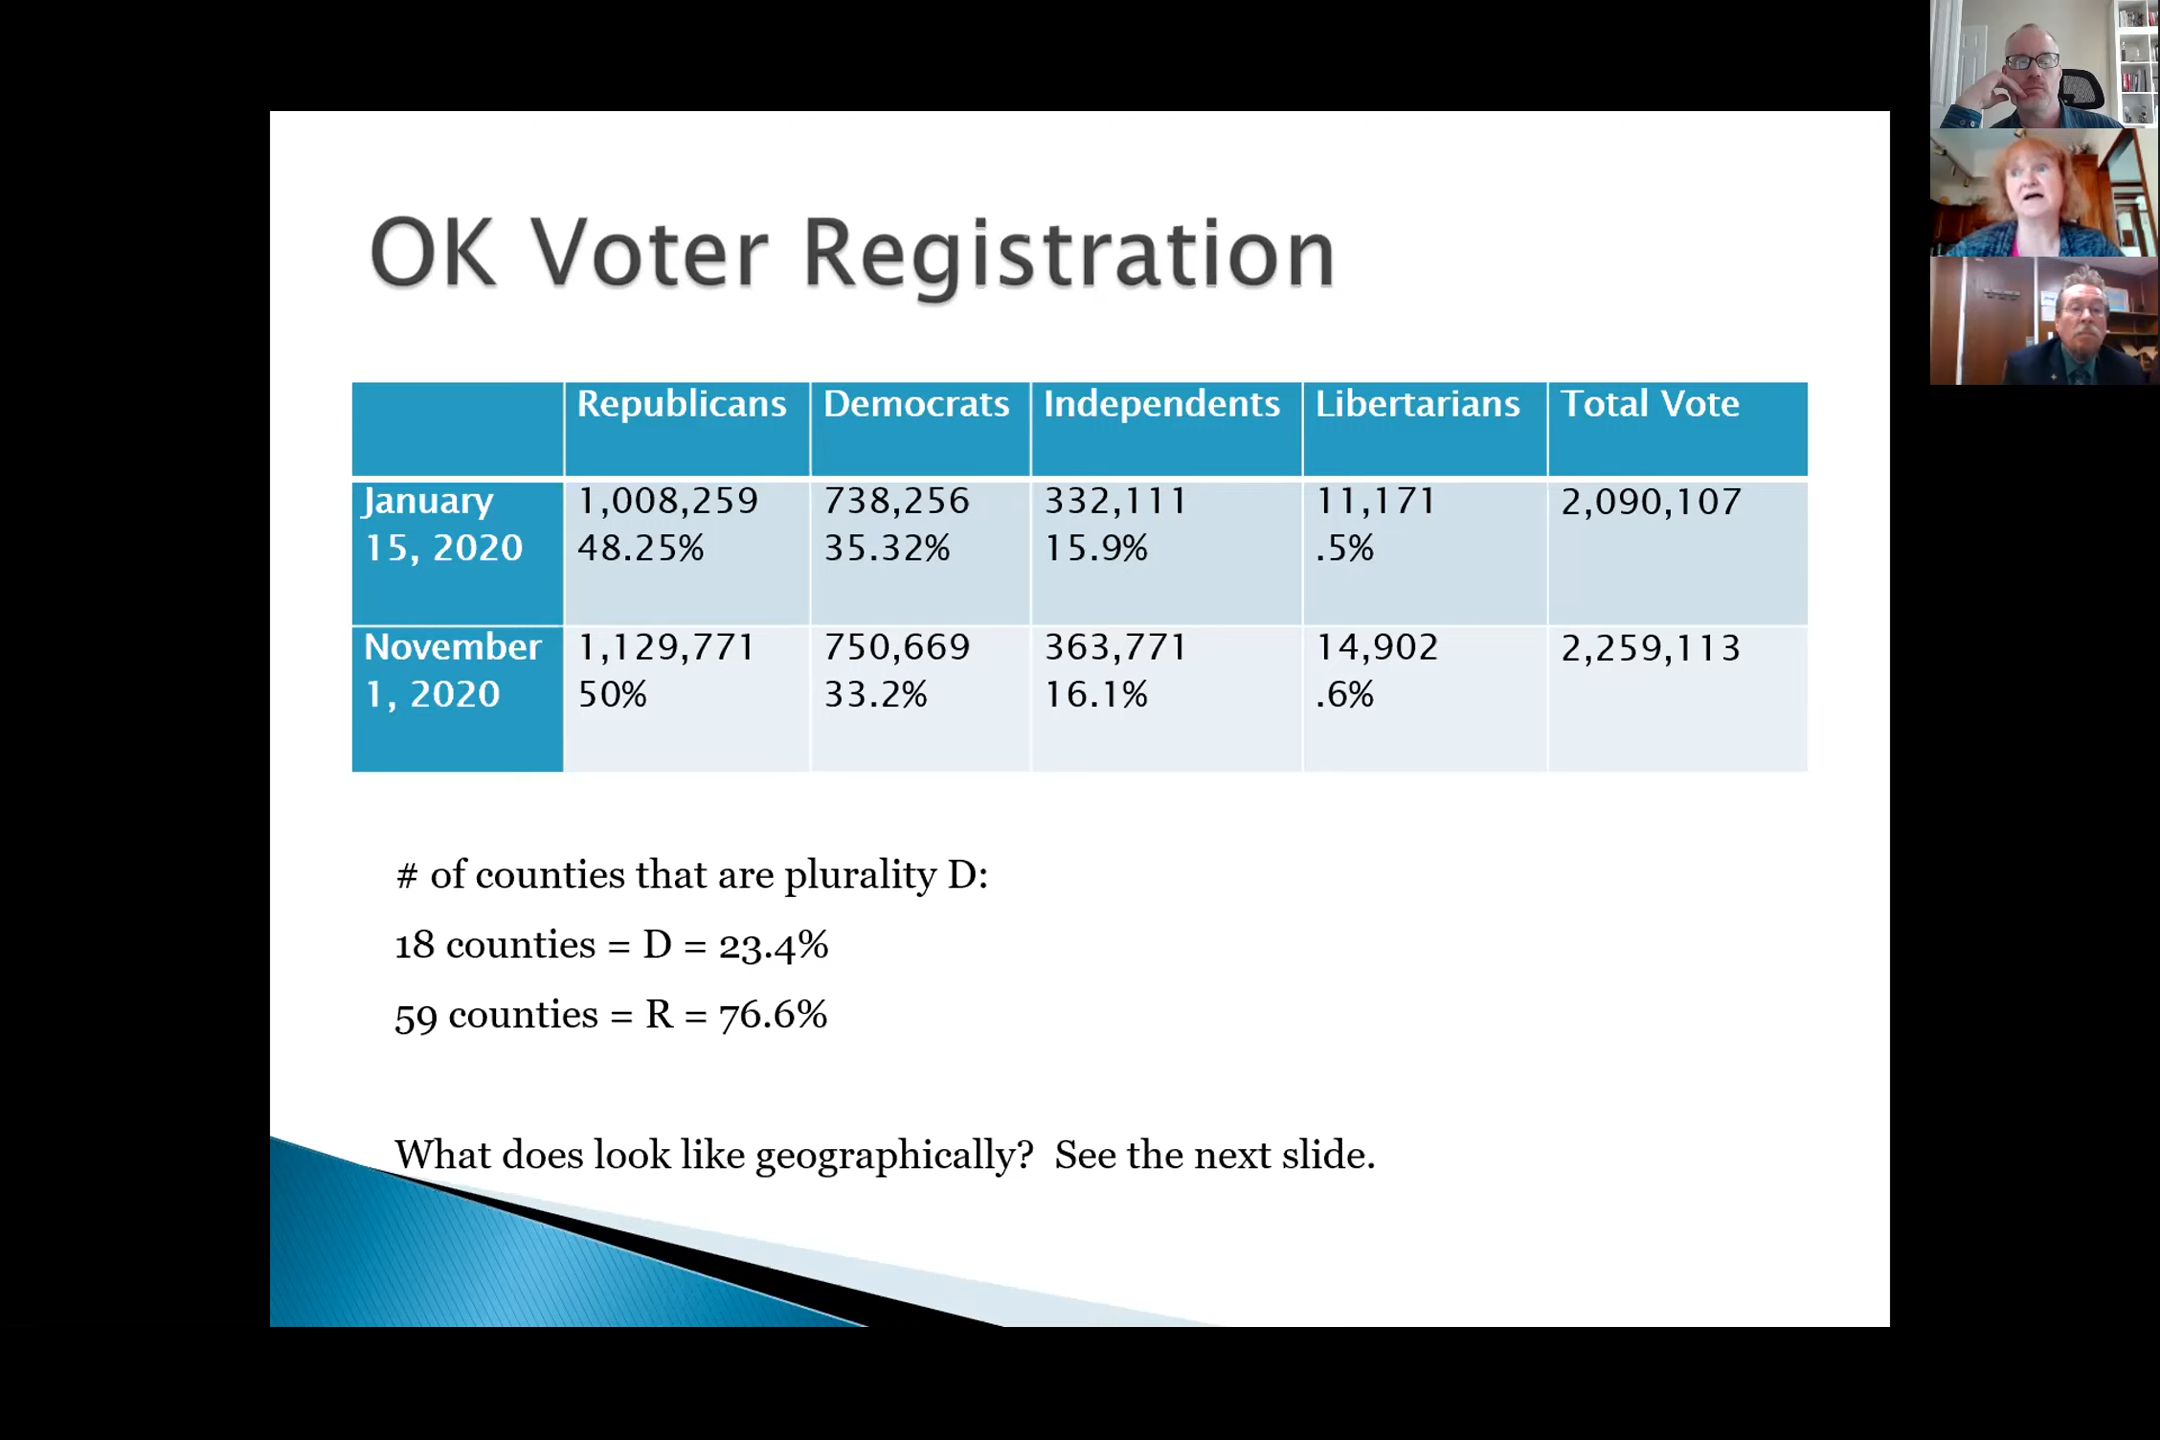 OK Voter Registration
Republicans Democrats Independents Libertarians Total Vote
January 15, 2020 1,008,259 48.25% 738,256 35.32% 332,111 15.9% 11,171 .5% 2,090,107
November 1, 2020 1,129,771 50% 750,669 33.2% 363,771 16.1% 14,902 .6% 2,259,113
# of counties that are plurality D:
18 counties = D = 23.4%
59 counties = R = 76.6%
What does look like geographically? See the next slide.